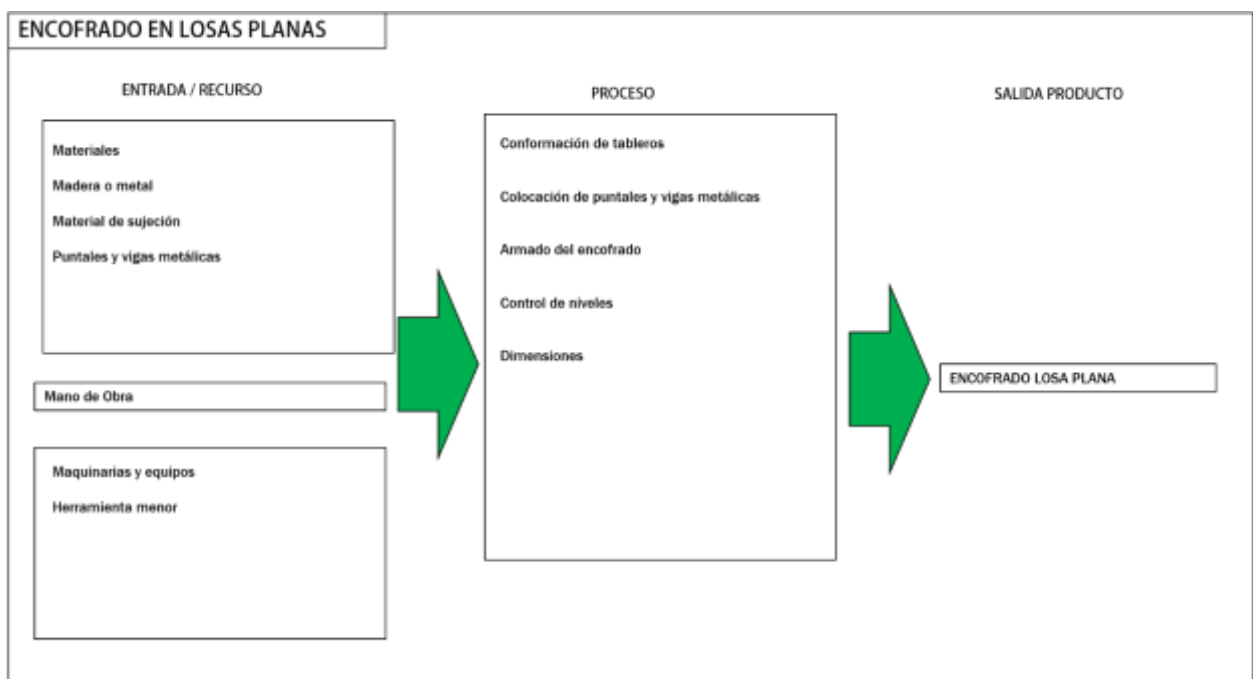 ENCOFRADO EN LOSAS PLANAS
ENTRADA / RECURSO
Materiales
Madera o metal
Material de sujeción
Puntales y vigas metálicas
Mano de Obra
Maquinarias y equipos
Herramienta menor
PROCESO
Conformación de tableros
Colocación de puntales y vigas metálicas
Armado del encofrado
Control de niveles
Dimensiones
SALIDA PRODUCTO
ENCOFRADO LOSA PLANA